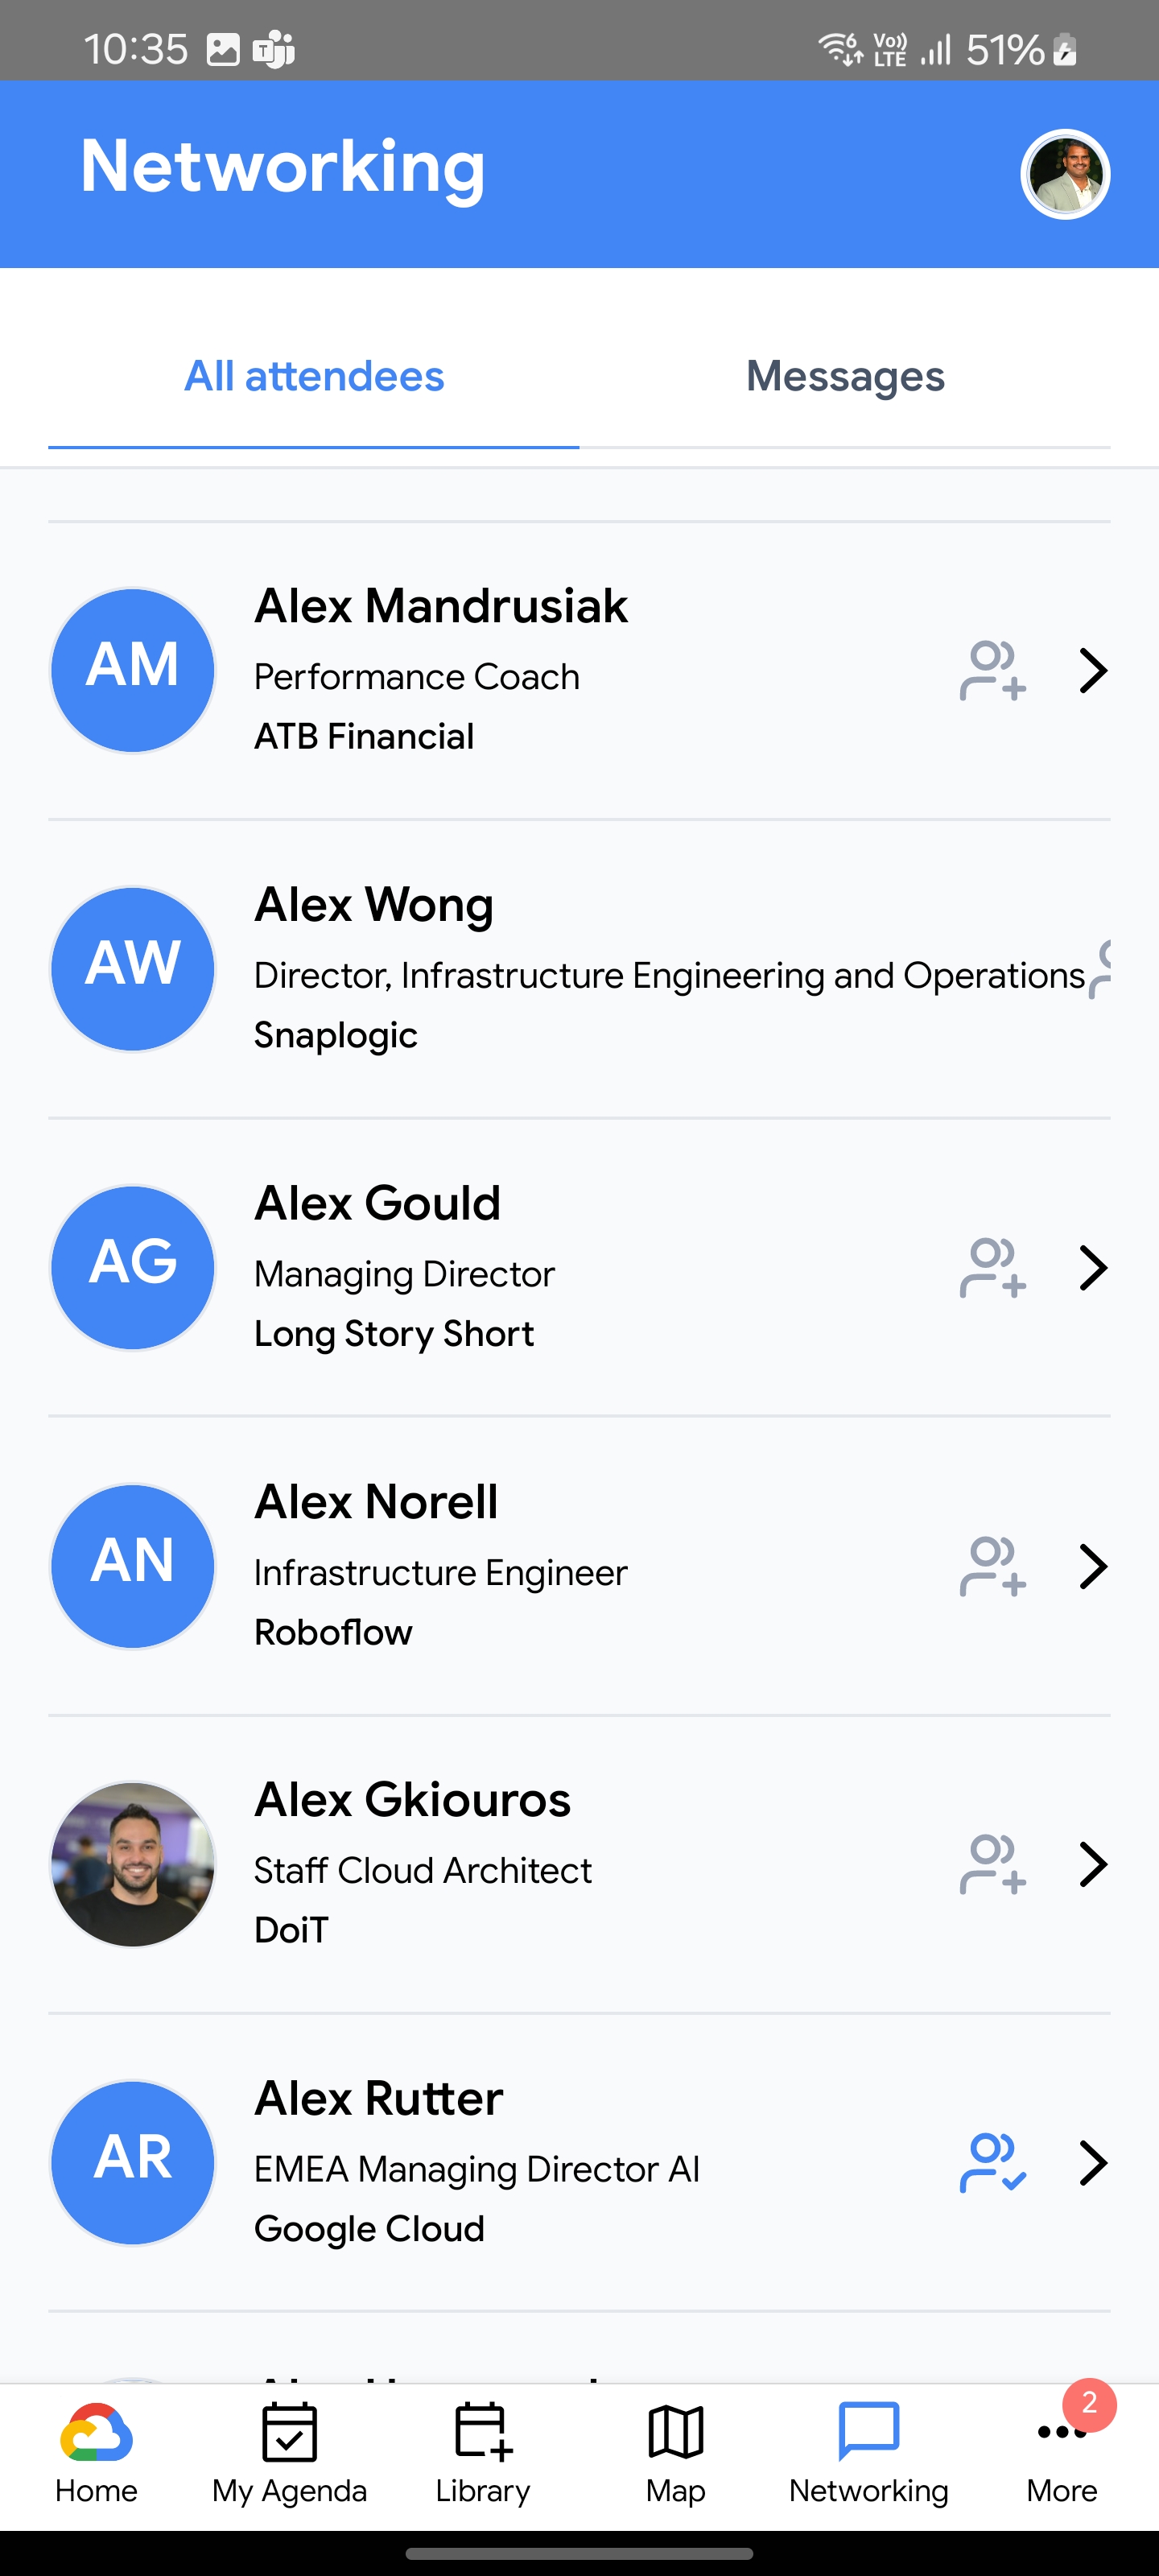 10:35
Vo)) LTE
51%
Networking
All attendees
Messages
AM
Alex Mandrusiak
Performance Coach
ATB Financial
AW
Alex Wong
Director, Infrastructure Engineering and Operations
Snaplogic
AG
Alex Gould
Managing Director
Long Story Short
AN
Alex Norell
Infrastructure Engineer
Roboflow
Alex Gkiouros
Staff Cloud Architect
DoiT
AR
Alex Rutter
EMEA Managing Director AI
Google Cloud
2
Home
My Agenda
Library
Map
Networking
More